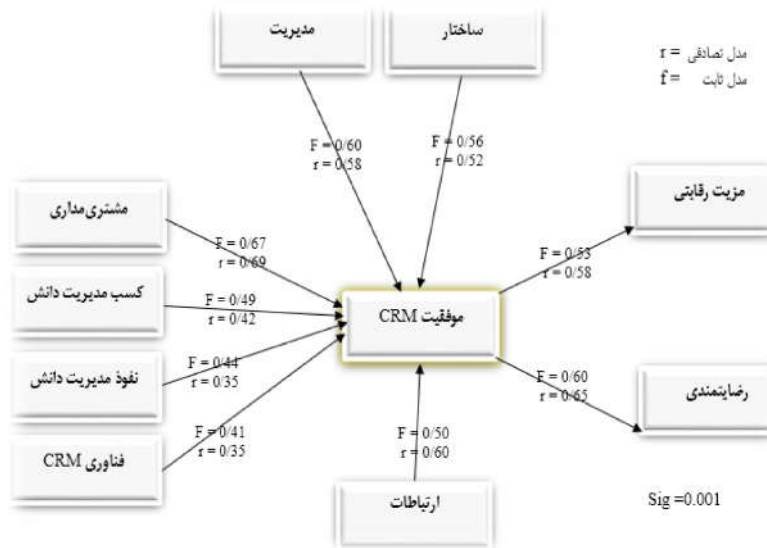 مدیریت
ساختار
مدل تصادفی = r
مدل ثابت = f
F = 0/60
r = 0/58
F = 0/56
r = 0/52
مشتری‌مداری
مزیت رقابتی
F = 0/67
r = 0/69
F = 0/53
r = 0/58
کسب مدیریت دانش
F = 0/49
r = 0/42
موفقیت CRM
نفوذ مدیریت دانش
F = 0/44
r = 0/35
F = 0/60
r = 0/65
رضایتمندی
فناوری CRM
F = 0/41
r = 0/35
F = 0/50
r = 0/60
ارتباطات
Sig =0.001